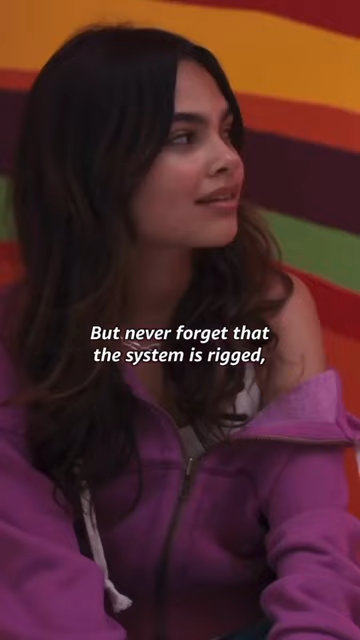 But never forget that
the system is rigged,